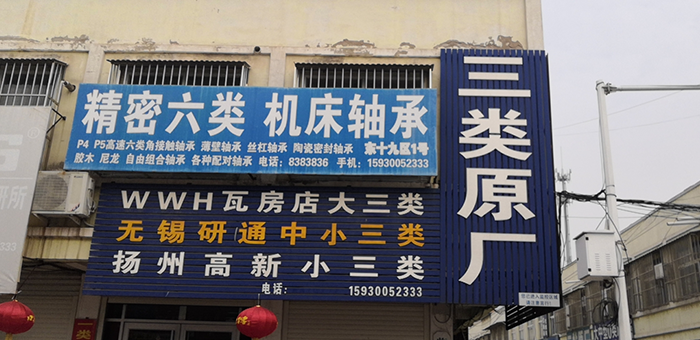 精密六类 机床轴承
P4 P5高速六类角接触轴承 薄壁轴承 丝杠轴承 陶瓷密封轴承 东十九区1号
胶木 尼龙 自由组合轴承 各种配对轴承 电话：8383836 手机：15930052333
WWH瓦房店大三类
无锡研通中小三类
扬州高新小三类
电话： 15930052333
三类原厂
研所